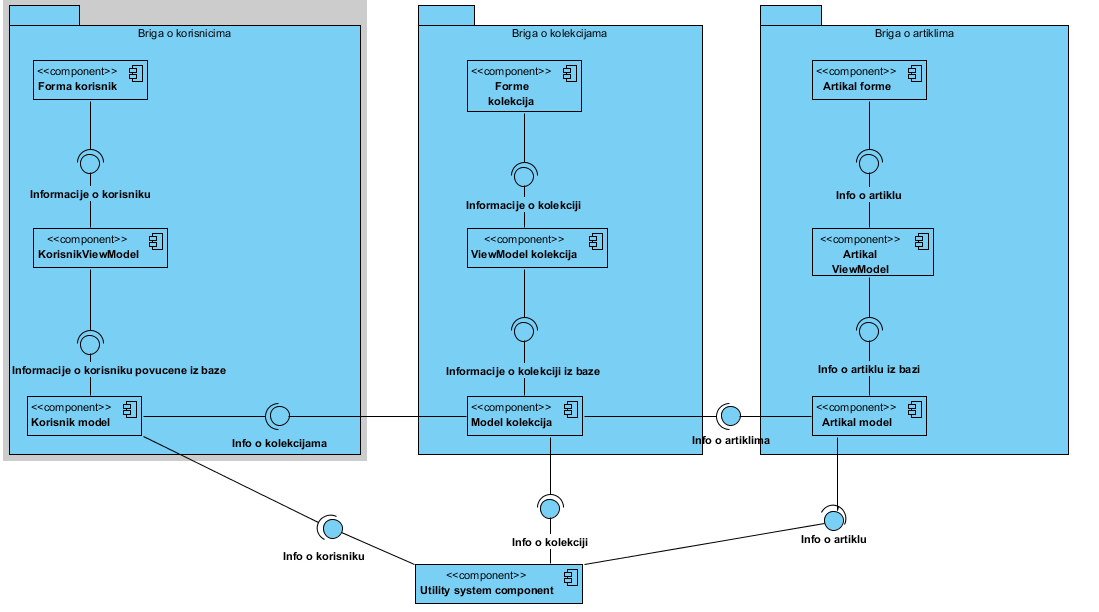 Briga o korisnicima
<<component>>
Forma korisnik
Informacije o korisniku
<<component>>
KorisnikViewModel
Informacije o korisniku povucene iz baze
<<component>>
Korisnik model
Info o kolekcijama
Briga o kolekcijama
<<component>>
Forme
kolekcija
Informacije o kolekciji
<<component>>
ViewModel kolekcija
Informacije o kolekciji iz baze
<<component>>
Model kolekcija
Info o artiklima
Briga o artiklima
<<component>>
Artikal forme
Info o artiklu
<<component>>
Artikal
ViewModel
Info o artiklu iz bazi
<<component>>
Artikal model
Info o korisniku
Info o kolekciji
Info o artiklu
<<component>>
Utility system component